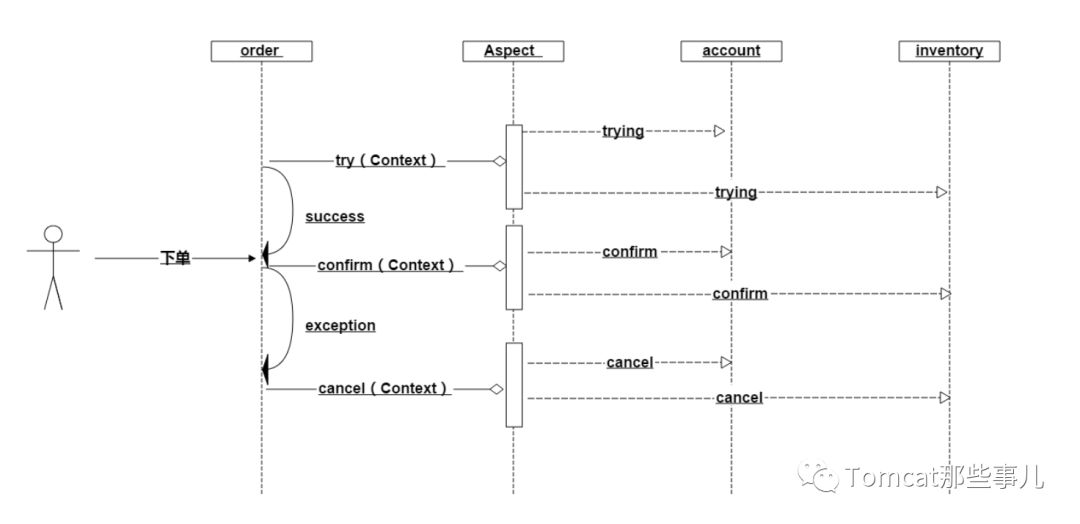 order
Aspect
account
inventory
trying
try（Context）
trying
success
confirm
下单
confirm（Context）
confirm
exception
cancel
cancel（Context）
cancel
Tomcat那些事儿